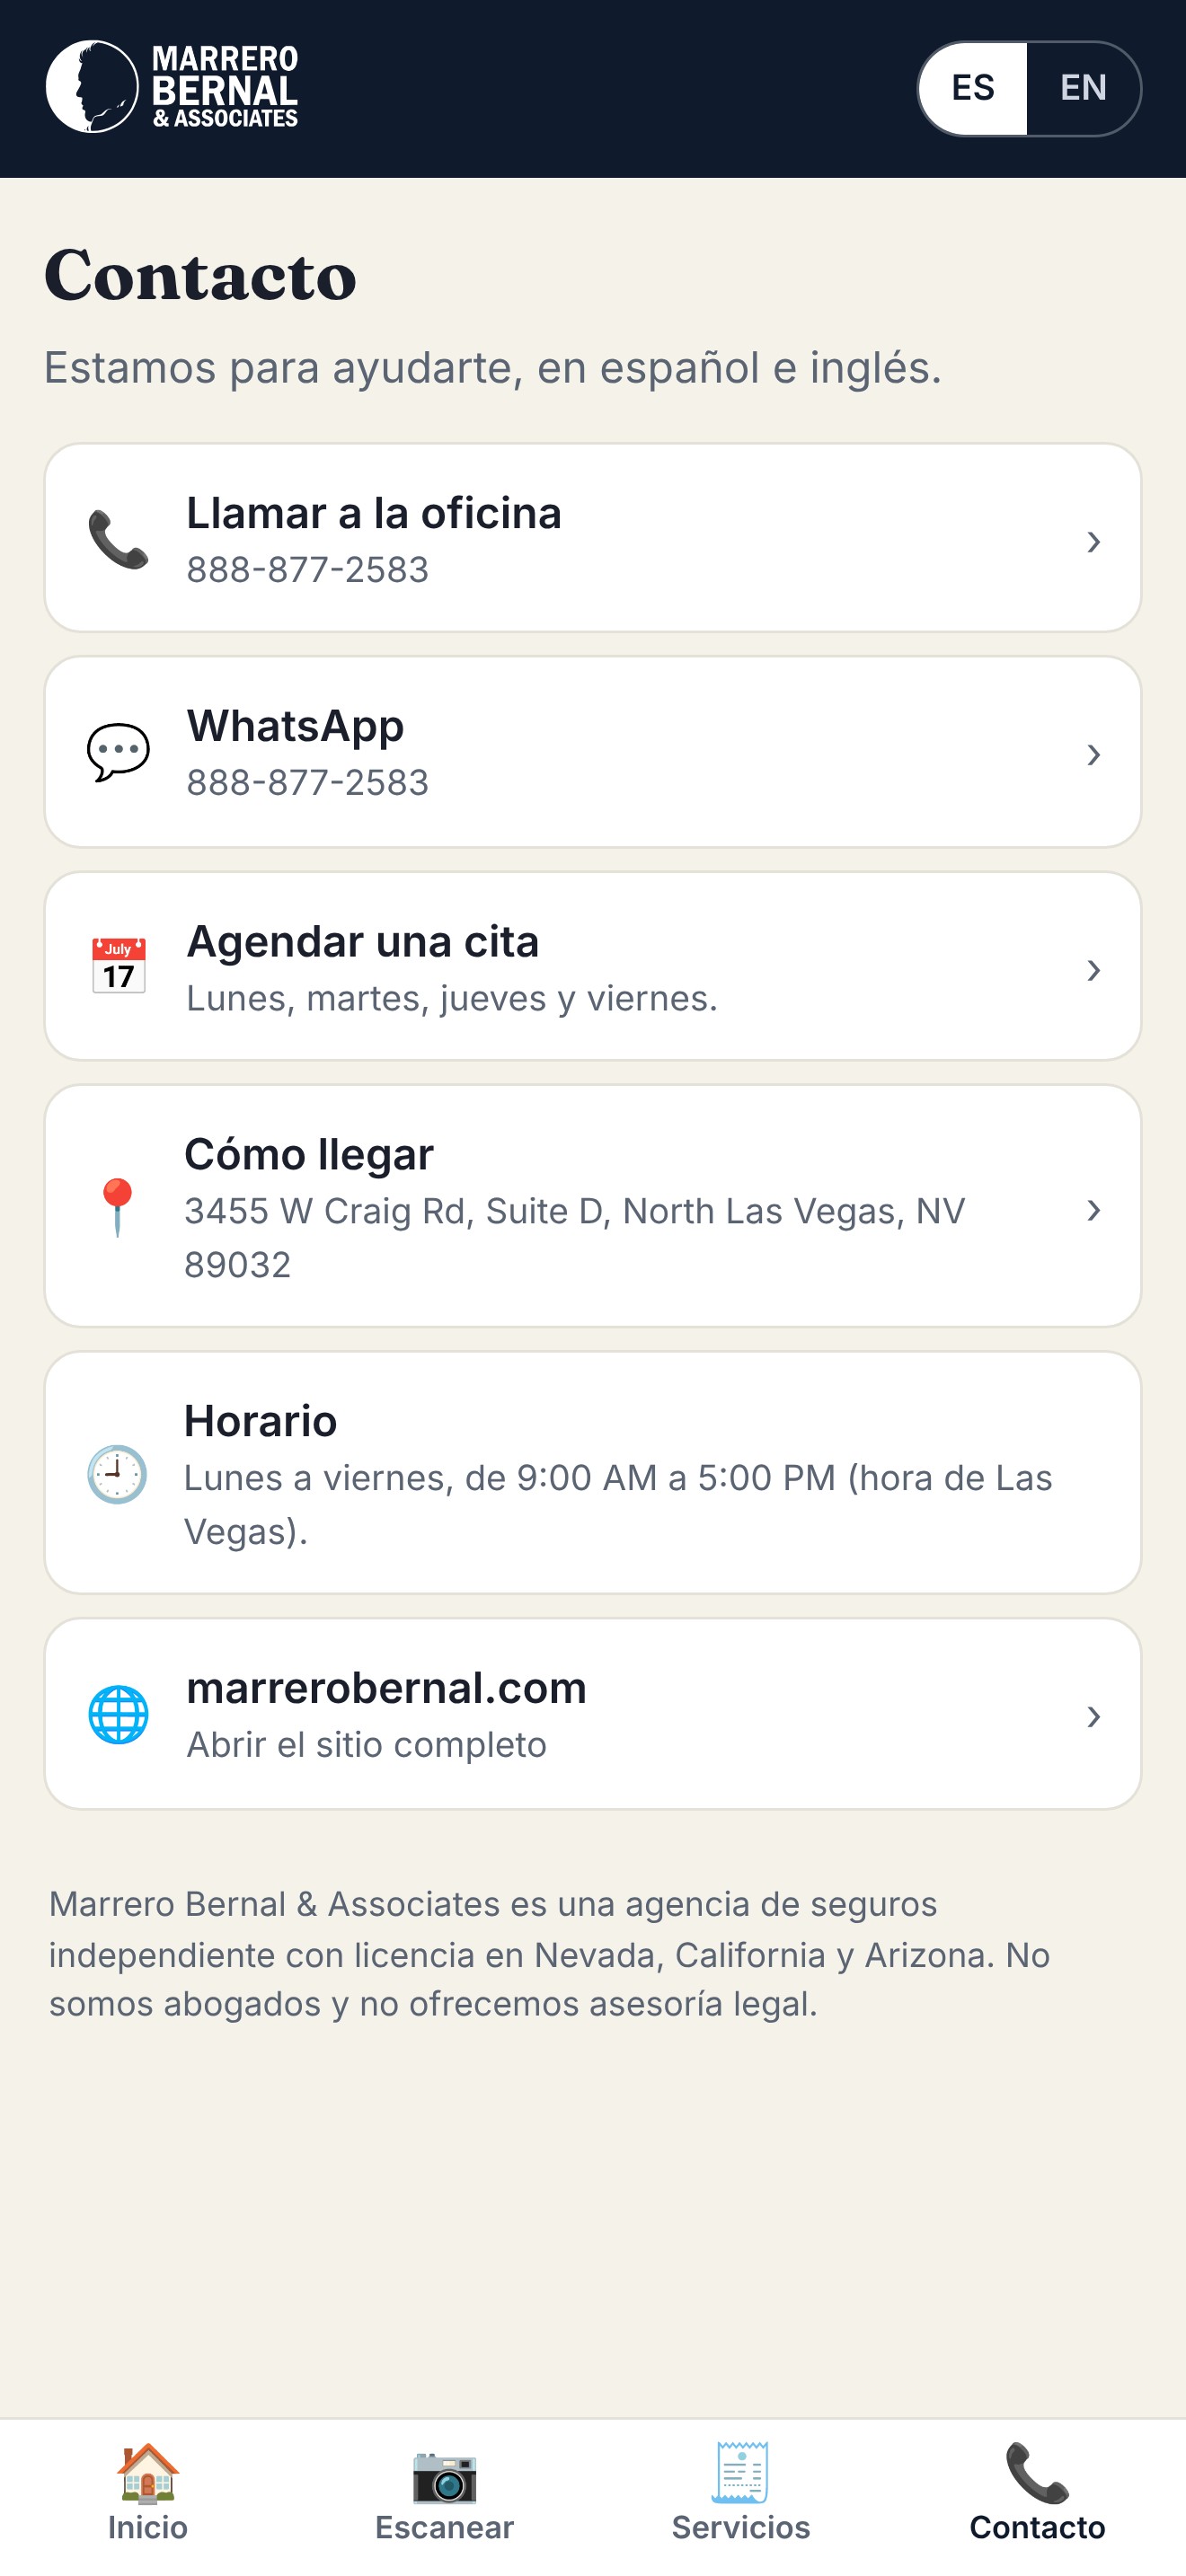 MARRERO
BERNAL
& ASSOCIATES
ES
EN
Contacto
Estamos para ayudarte, en español e inglés.
Llamar a la oficina
888-877-2583
WhatsApp
888-877-2583
July
17
Agendar una cita
Lunes, martes, jueves y viernes.
Cómo llegar
3455 W Craig Rd, Suite D, North Las Vegas, NV
89032
Horario
Lunes a viernes, de 9:00 AM a 5:00 PM (hora de Las
Vegas).
marrerobernal.com
Abrir el sitio completo
Marrero Bernal & Associates es una agencia de seguros
independiente con licencia en Nevada, California y Arizona. No
somos abogados y no ofrecemos asesoría legal.
Inicio
Escanear
Servicios
Contacto